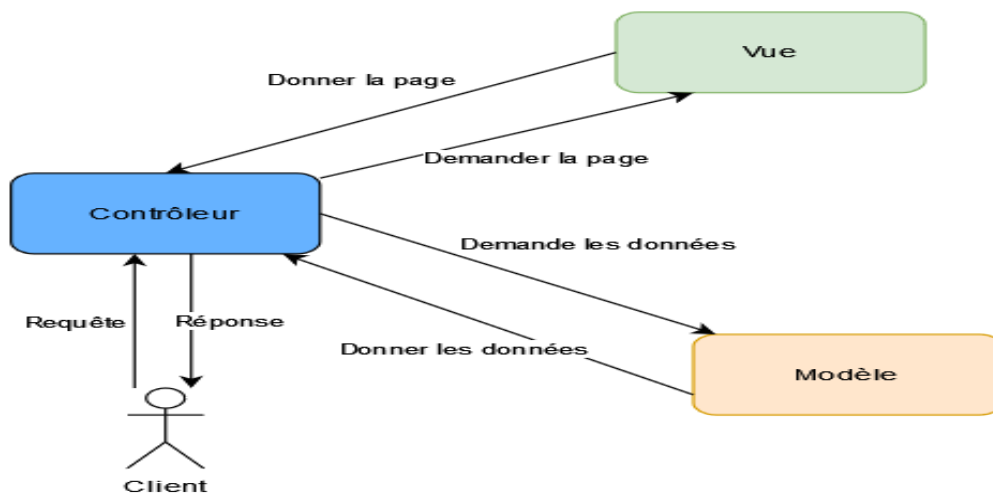 Vue
Donner la page
Demander la page
Contrôleur
Demande les données
Requête
Réponse
Donner les données
Modèle
Client